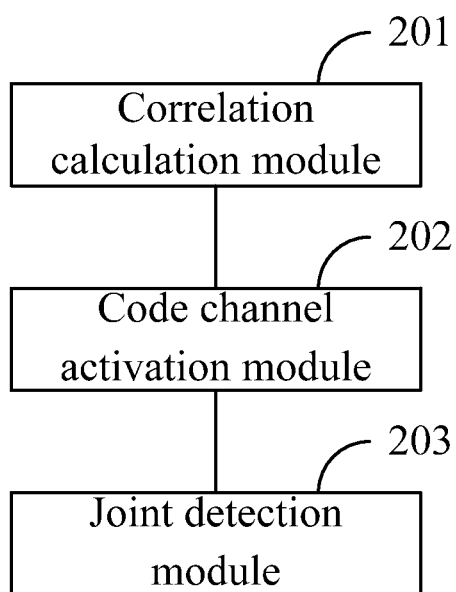 201
Correlation
calculation module
202
Code channel
activation module
203
Joint detection
module